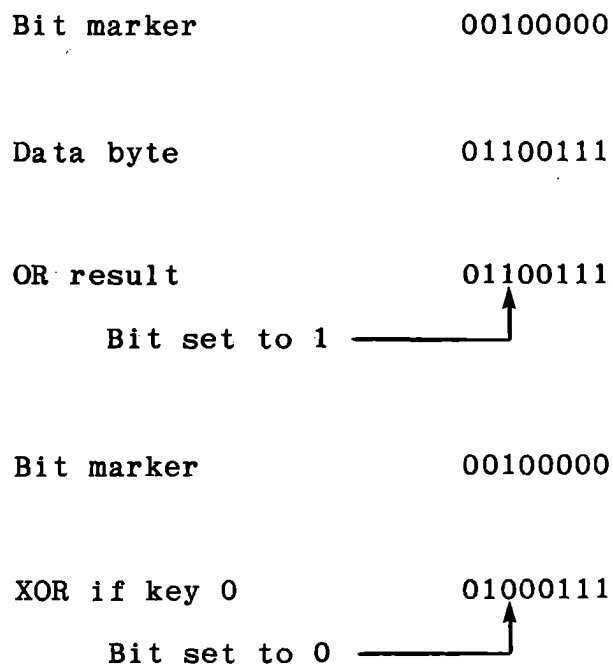 Bit marker 00100000
Data byte 01100111
OR result 01100111
Bit set to 1
Bit marker 00100000
XOR if key 0 01000111
Bit set to 0